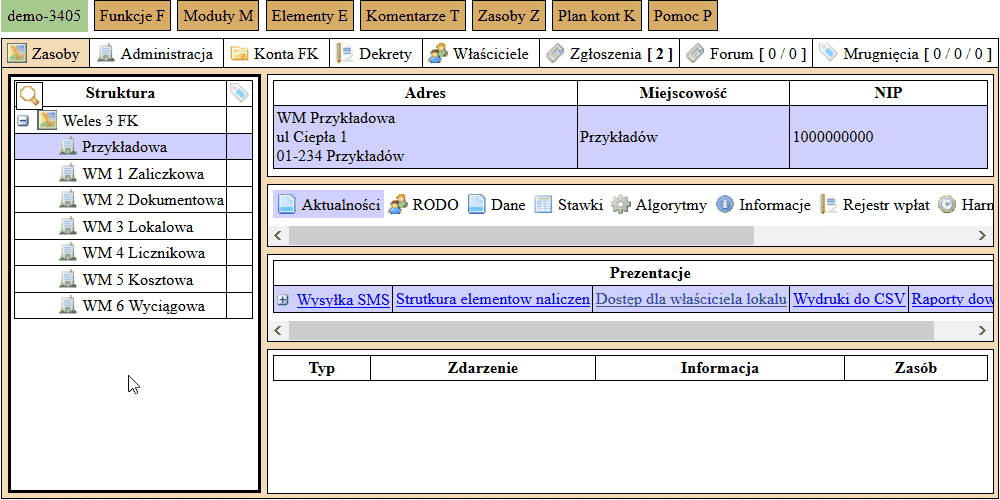 demo-3405 Funkcje F Moduły M Elementy E Komentarze T Zasoby Z Plan kont K Pomoc P
Zasoby Administracja Konta FK Dekrety Właściciele Zgłoszenia [ 2 ] Forum [ 0 / 0 ] Mrugnięcia [ 0 / 0 / 0 ]
Struktura
Weles 3 FK
Przykładowa
WM 1 Zaliczkowa
WM 2 Dokumentowa
WM 3 Lokalowa
WM 4 Licznikowa
WM 5 Kosztowa
WM 6 Wyciągowa
Adres Miejscowość NIP
WM Przykładowa
ul Ciepła 1
01-234 Przykładów
Przykładów
1000000000
Aktualności RODO Dane Stawki Algorytmy Informacje Rejestr wpłat Harm
Prezentacje
Wysyłka SMS Strutkura elementow naliczen Dostęp dla właściciela lokalu Wydruki do CSV Raporty dow
Typ Zdarzenie Informacja Zasób